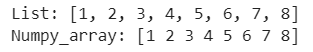 List: [1, 2, 3, 4, 5, 6, 7, 8]
Numpy_array: [1 2 3 4 5 6 7 8]